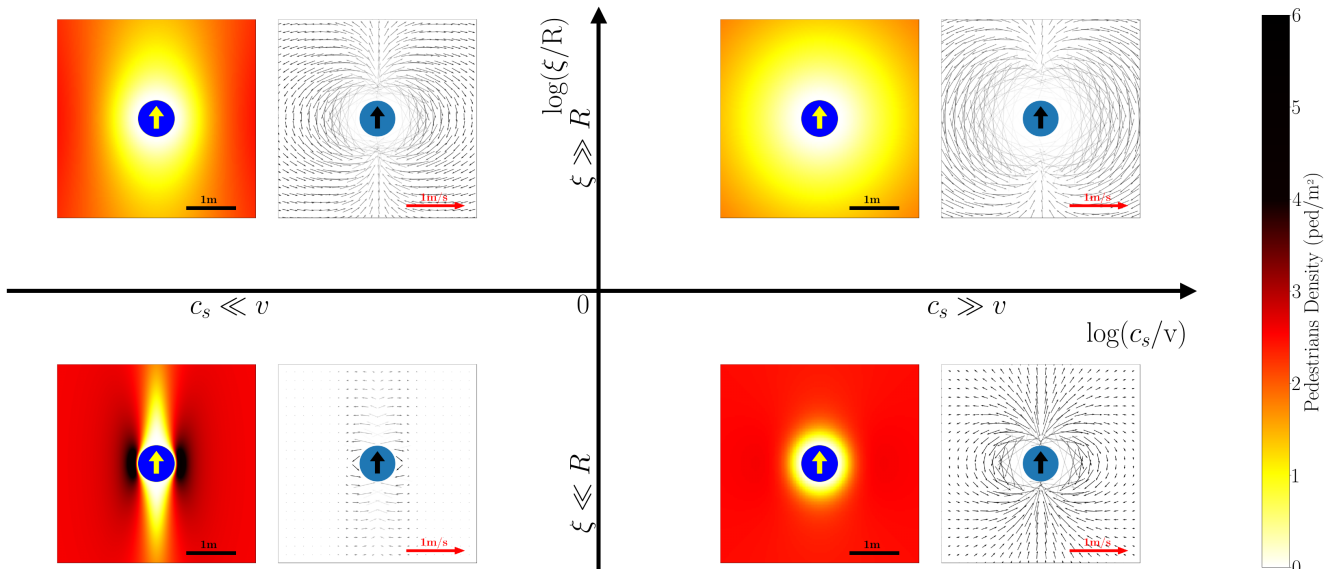 1m
1m/s
log(ξ/R)
ξ ≫ R
1m
1m/s
c_s ≪ v
0
c_s ≫ v
log(c_s/v)
1m
1m/s
ξ ≪ R
1m
1m/s
6
5
4
3
2
1
0
Pedestrians Density (ped/m²)